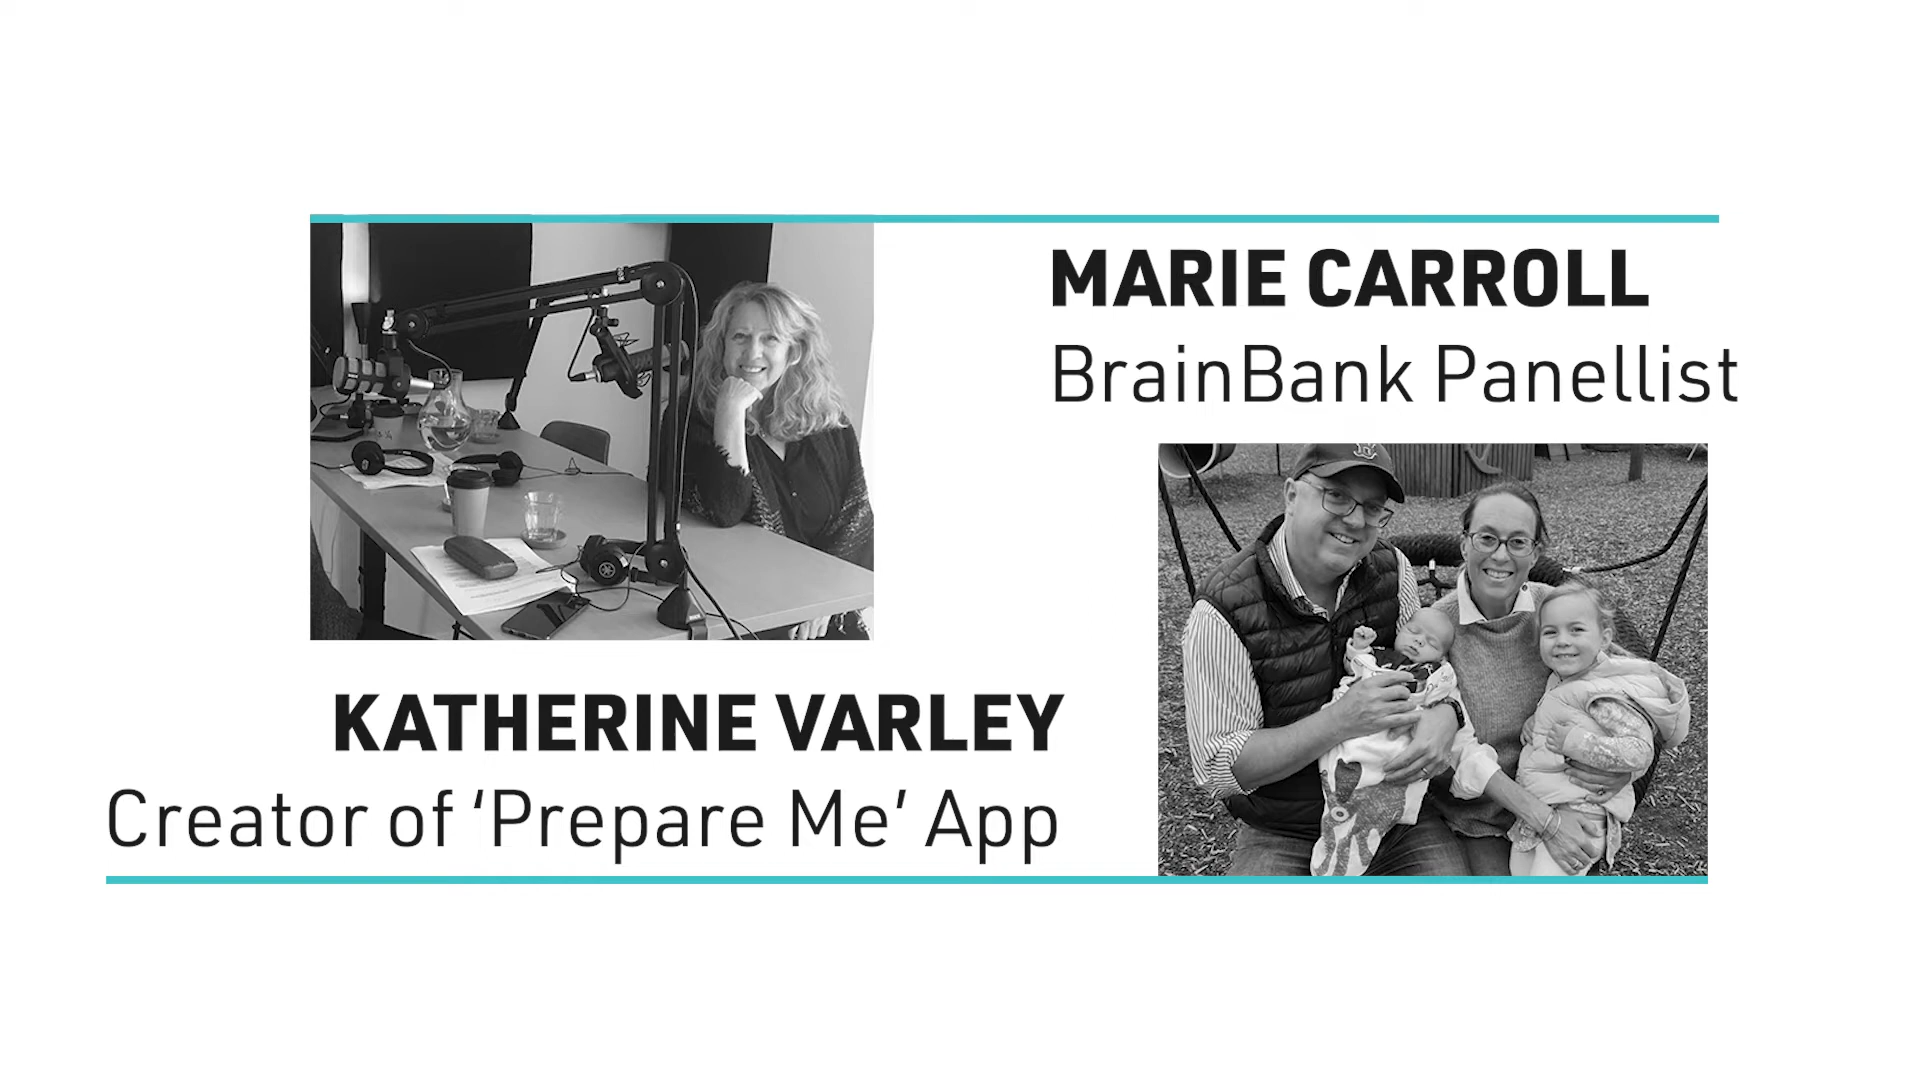 MARIE CARROLL
BrainBank Panellist
KATHERINE VARLEY
Creator of ‘Prepare Me’ App